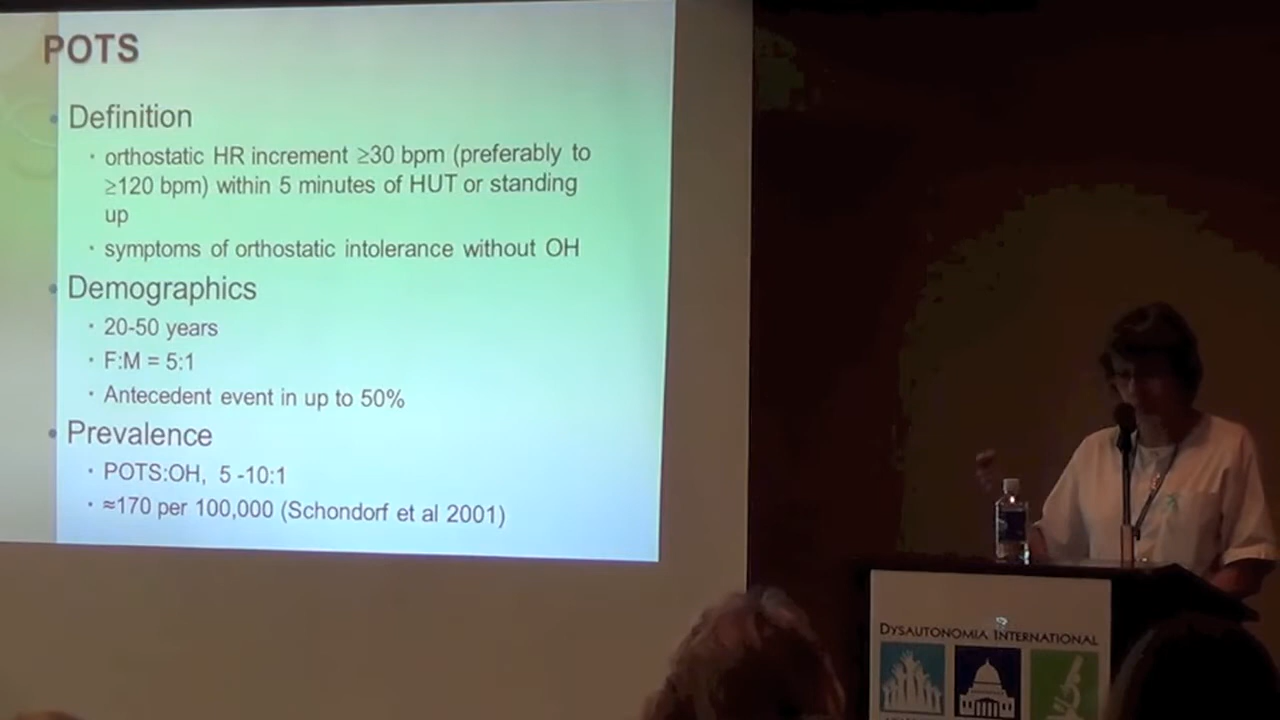 POTS
• Definition
• orthostatic HR increment ≥30 bpm (preferably to
≥120 bpm) within 5 minutes of HUT or standing
up
• symptoms of orthostatic intolerance without OH
• Demographics
• 20-50 years
• F:M = 5:1
• Antecedent event in up to 50%
• Prevalence
• POTS:OH, 5 -10:1
• ≈170 per 100,000 (Schondorf et al 2001)
DYSAUTONOMIA INTERNATIONAL